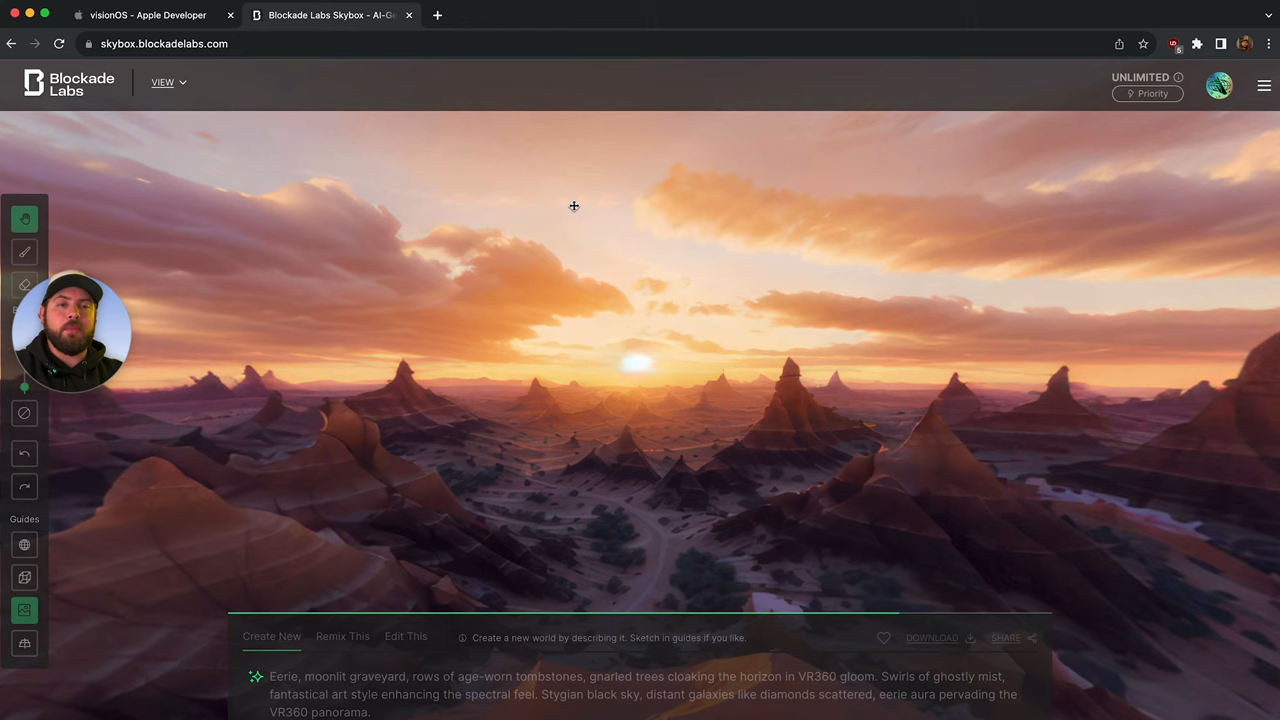 visionOS - Apple Developer
Blockade Labs Skybox - AI-Ge
skybox.blockadelabs.com
5
Blockade
Labs
VIEW
UNLIMITED
Priority
Guides
Create New
Remix This
Edit This
Create a new world by describing it. Sketch in guides if you like.
DOWNLOAD
SHARE
Eerie, moonlit graveyard, rows of age-worn tombstones, gnarled trees cloaking the horizon in VR360 gloom. Swirls of ghostly mist,
fantastical art style enhancing the spectral feel. Stygian black sky, distant galaxies like diamonds scattered, eerie aura pervading the
VR360 panorama.